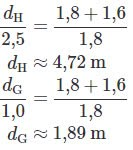 d_H/2,5 = (1,8 + 1,6)/1,8
d_H ≈ 4,72 m
d_G/1,0 = (1,8 + 1,6)/1,8
d_G ≈ 1,89 m